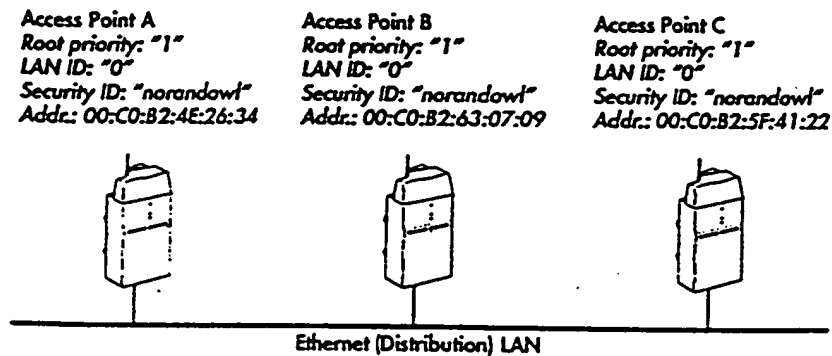 Access Point A
Root priority: "1"
LAN ID: "0"
Security ID: "norandowl"
Addr.: 00:C0:B2:4E:26:34
Access Point B
Root priority: "1"
LAN ID: "0"
Security ID: "norandowl"
Addr.: 00:C0:B2:63:07:09
Access Point C
Root priority: "1"
LAN ID: "0"
Security ID: "norandowl"
Addr.: 00:C0:B2:5F:41:22
Ethernet (Distribution) LAN